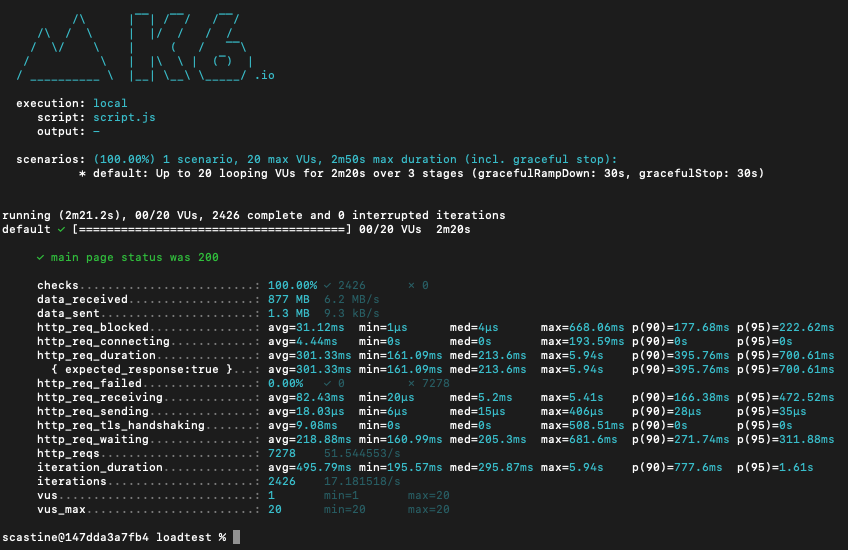 K6 .io
execution: local
script: script.js
output: –
scenarios: (100.00%) 1 scenario, 20 max VUs, 2m50s max duration (incl. graceful stop):
* default: Up to 20 looping VUs for 2m20s over 3 stages (gracefulRampDown: 30s, gracefulStop: 30s)
running (2m21.2s), 00/20 VUs, 2426 complete and 0 interrupted iterations
default ✓ [======================================] 00/20 VUs  2m20s
✓ main page status was 200
checks.........................: 100.00% ✓ 2426 ✗ 0
data_received..................: 877 MB 6.2 MB/s
data_sent......................: 1.3 MB 9.3 kB/s
http_req_blocked...............: avg=31.12ms min=1µs med=4µs max=668.06ms p(90)=177.68ms p(95)=222.62ms
http_req_connecting............: avg=4.44ms min=0s med=0s max=193.59ms p(90)=0s p(95)=0s
http_req_duration..............: avg=301.33ms min=161.09ms med=213.6ms max=5.94s p(90)=395.76ms p(95)=700.61ms
{ expected_response:true }...: avg=301.33ms min=161.09ms med=213.6ms max=5.94s p(90)=395.76ms p(95)=700.61ms
http_req_failed................: 0.00% ✓ 0 ✗ 7278
http_req_receiving.............: avg=82.43ms min=20µs med=5.2ms max=5.41s p(90)=166.38ms p(95)=472.52ms
http_req_sending...............: avg=18.03µs min=6µs med=15µs max=406µs p(90)=28µs p(95)=35µs
http_req_tls_handshaking.......: avg=9.08ms min=0s med=0s max=508.51ms p(90)=0s p(95)=0s
http_req_waiting...............: avg=218.88ms min=160.99ms med=205.3ms max=681.6ms p(90)=271.74ms p(95)=311.88ms
http_reqs......................: 7278 51.544553/s
iteration_duration.............: avg=495.79ms min=195.57ms med=295.87ms max=5.94s p(90)=777.6ms p(95)=1.61s
iterations.....................: 2426 17.181518/s
vus............................: 1 min=1 max=20
vus_max........................: 20 min=20 max=20
scastine@147dda3a7fb4 loadtest %